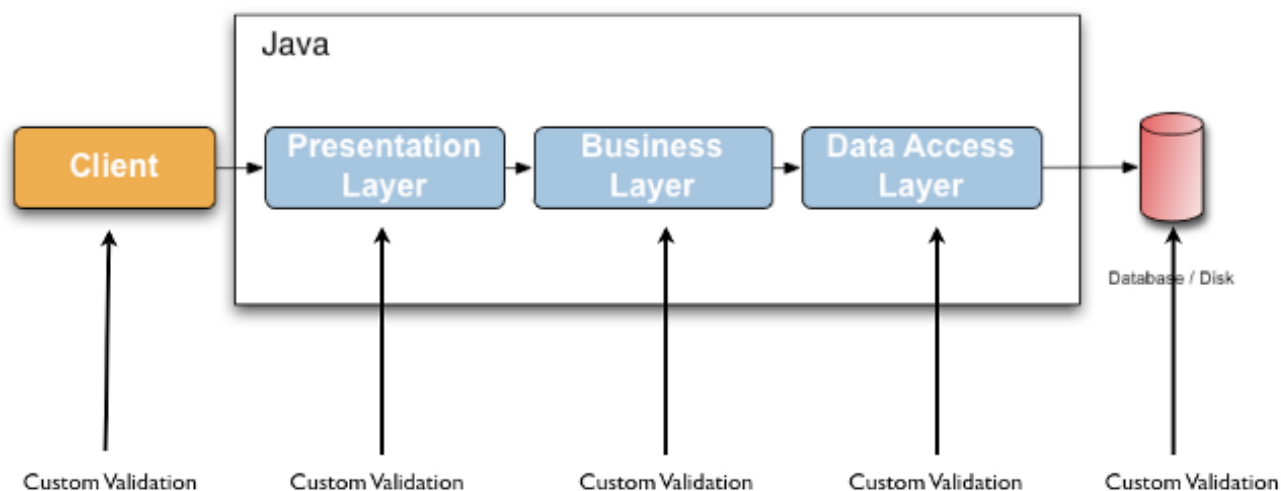 Java
Client
Presentation
Layer
Business
Layer
Data Access
Layer
Database / Disk
Custom Validation
Custom Validation
Custom Validation
Custom Validation
Custom Validation